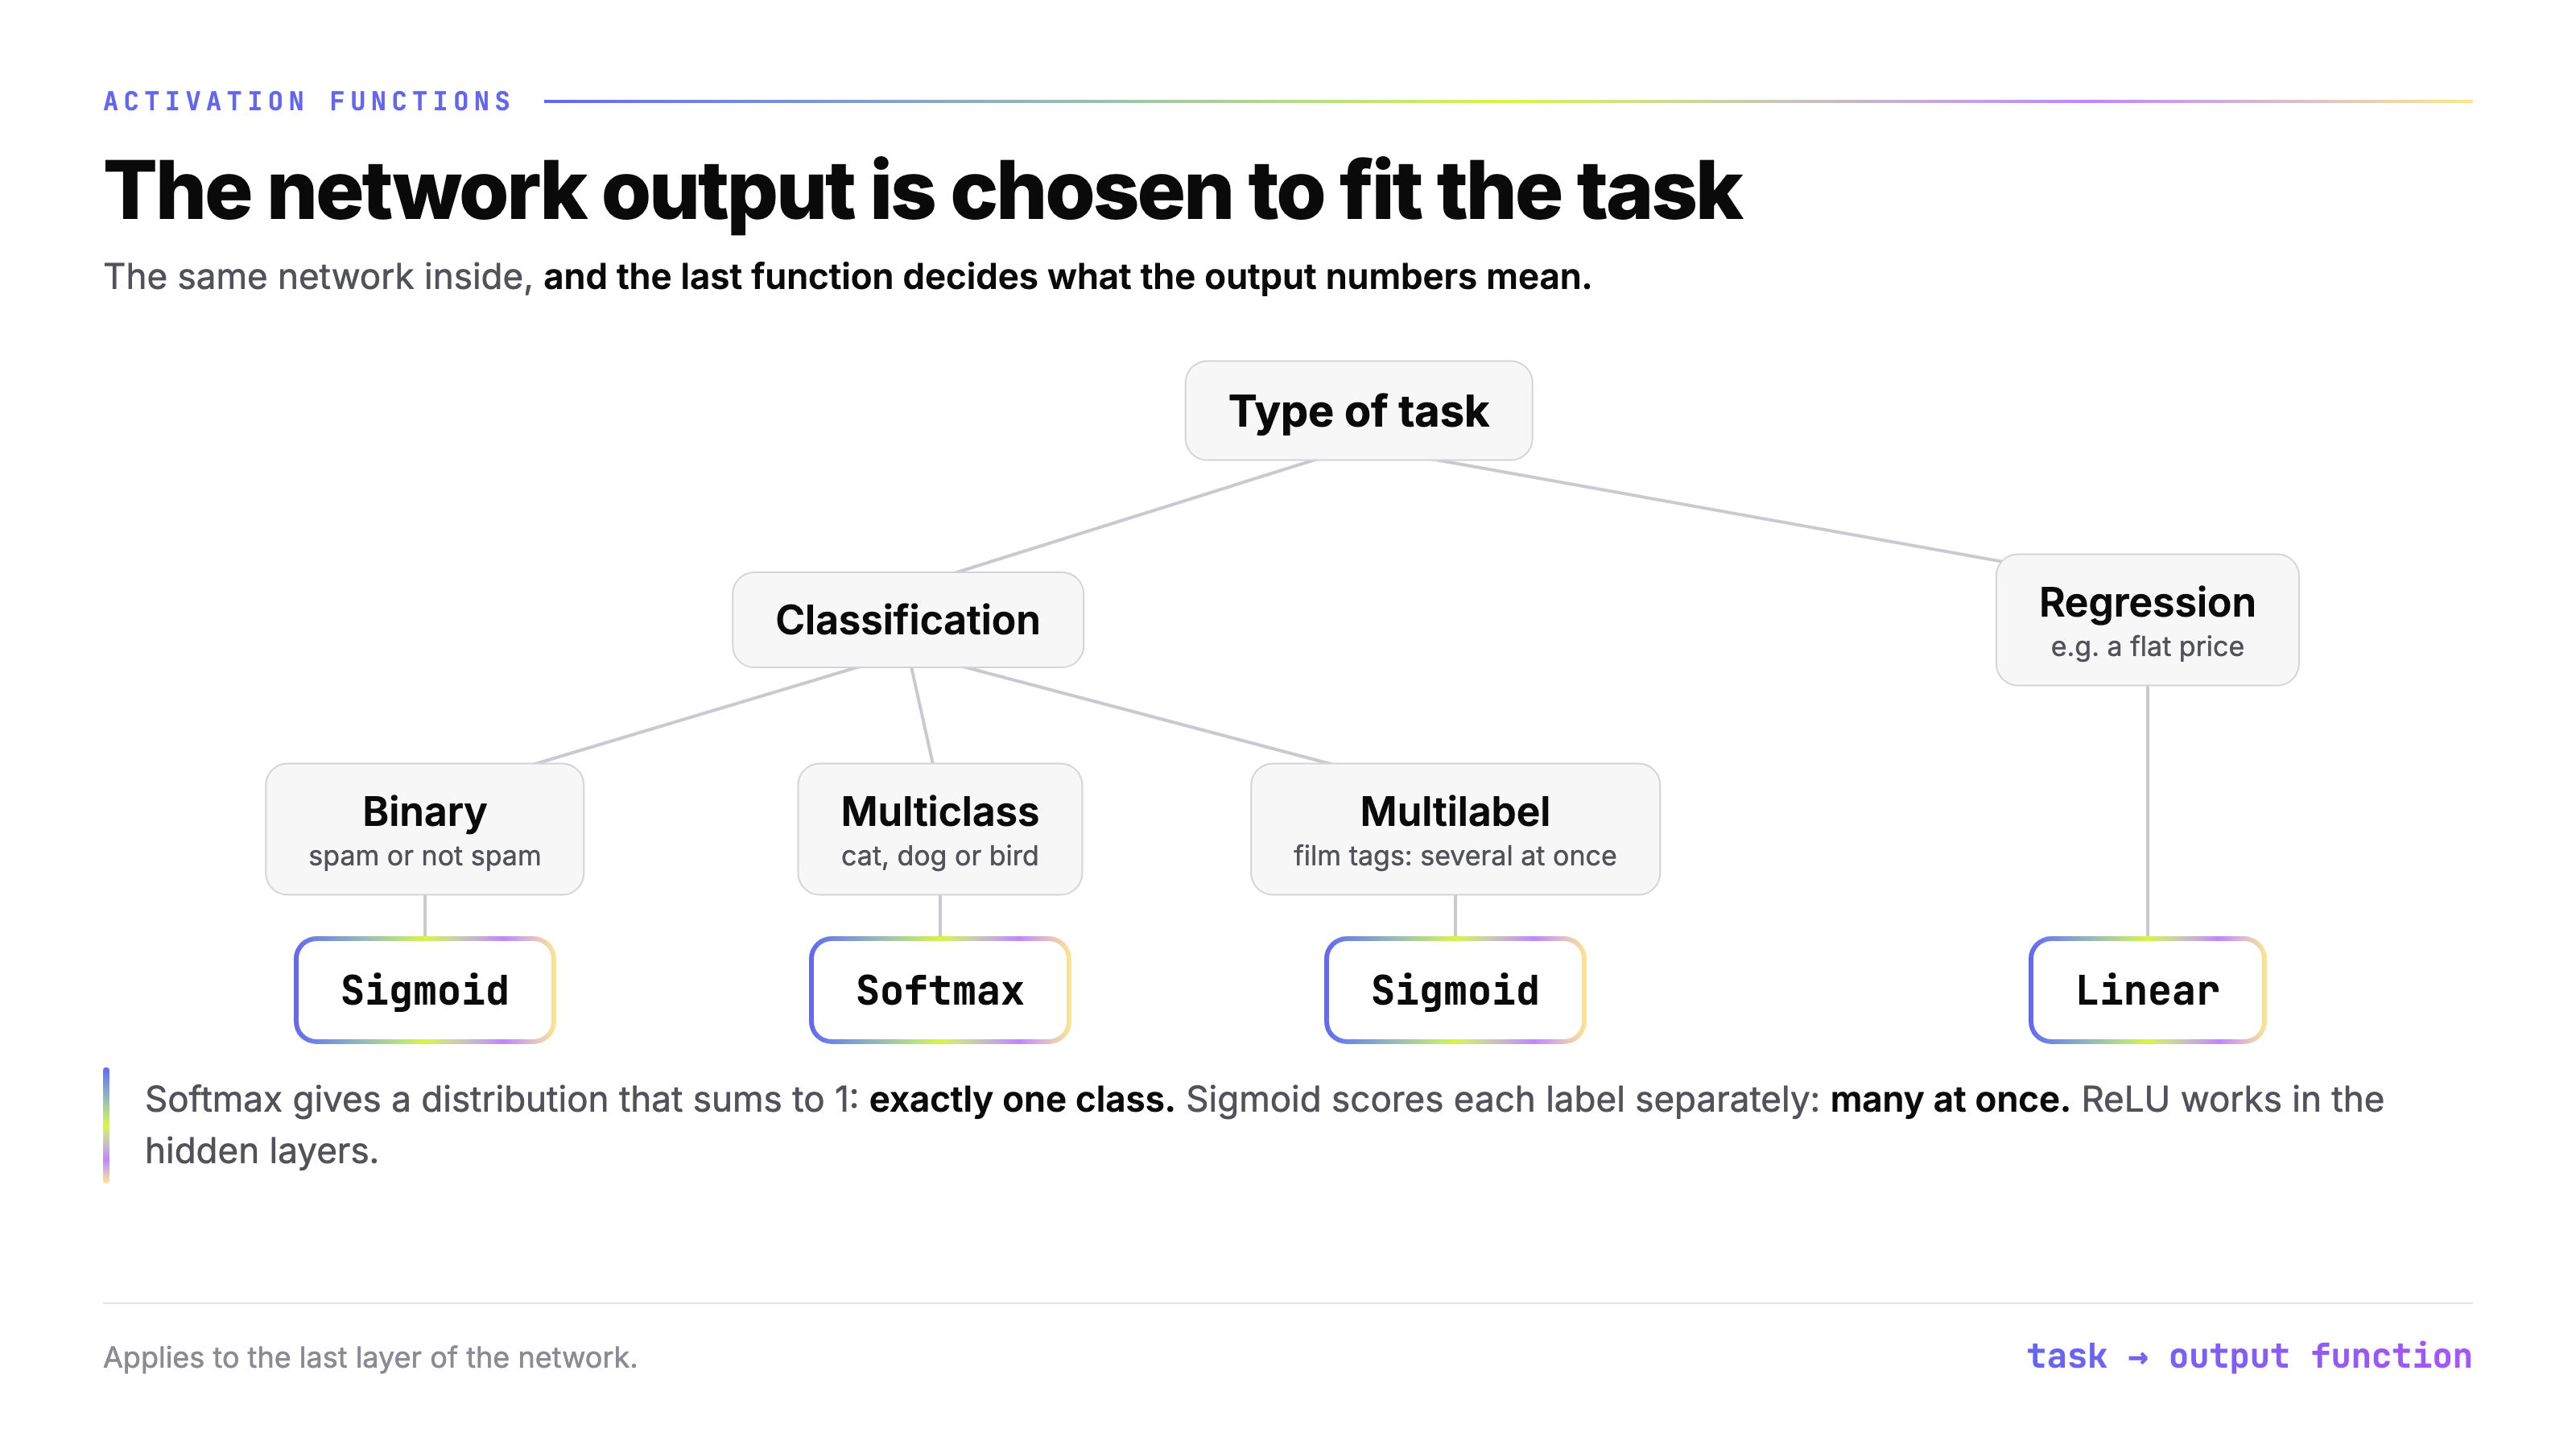 ACTIVATION FUNCTIONS
The network output is chosen to fit the task
The same network inside, and the last function decides what the output numbers mean.
Type of task
Classification
Regression
e.g. a flat price
Binary
spam or not spam
Multiclass
cat, dog or bird
Multilabel
film tags: several at once
Sigmoid
Softmax
Sigmoid
Linear
Softmax gives a distribution that sums to 1: exactly one class. Sigmoid scores each label separately: many at once. ReLU works in the
hidden layers.
Applies to the last layer of the network.
task → output function